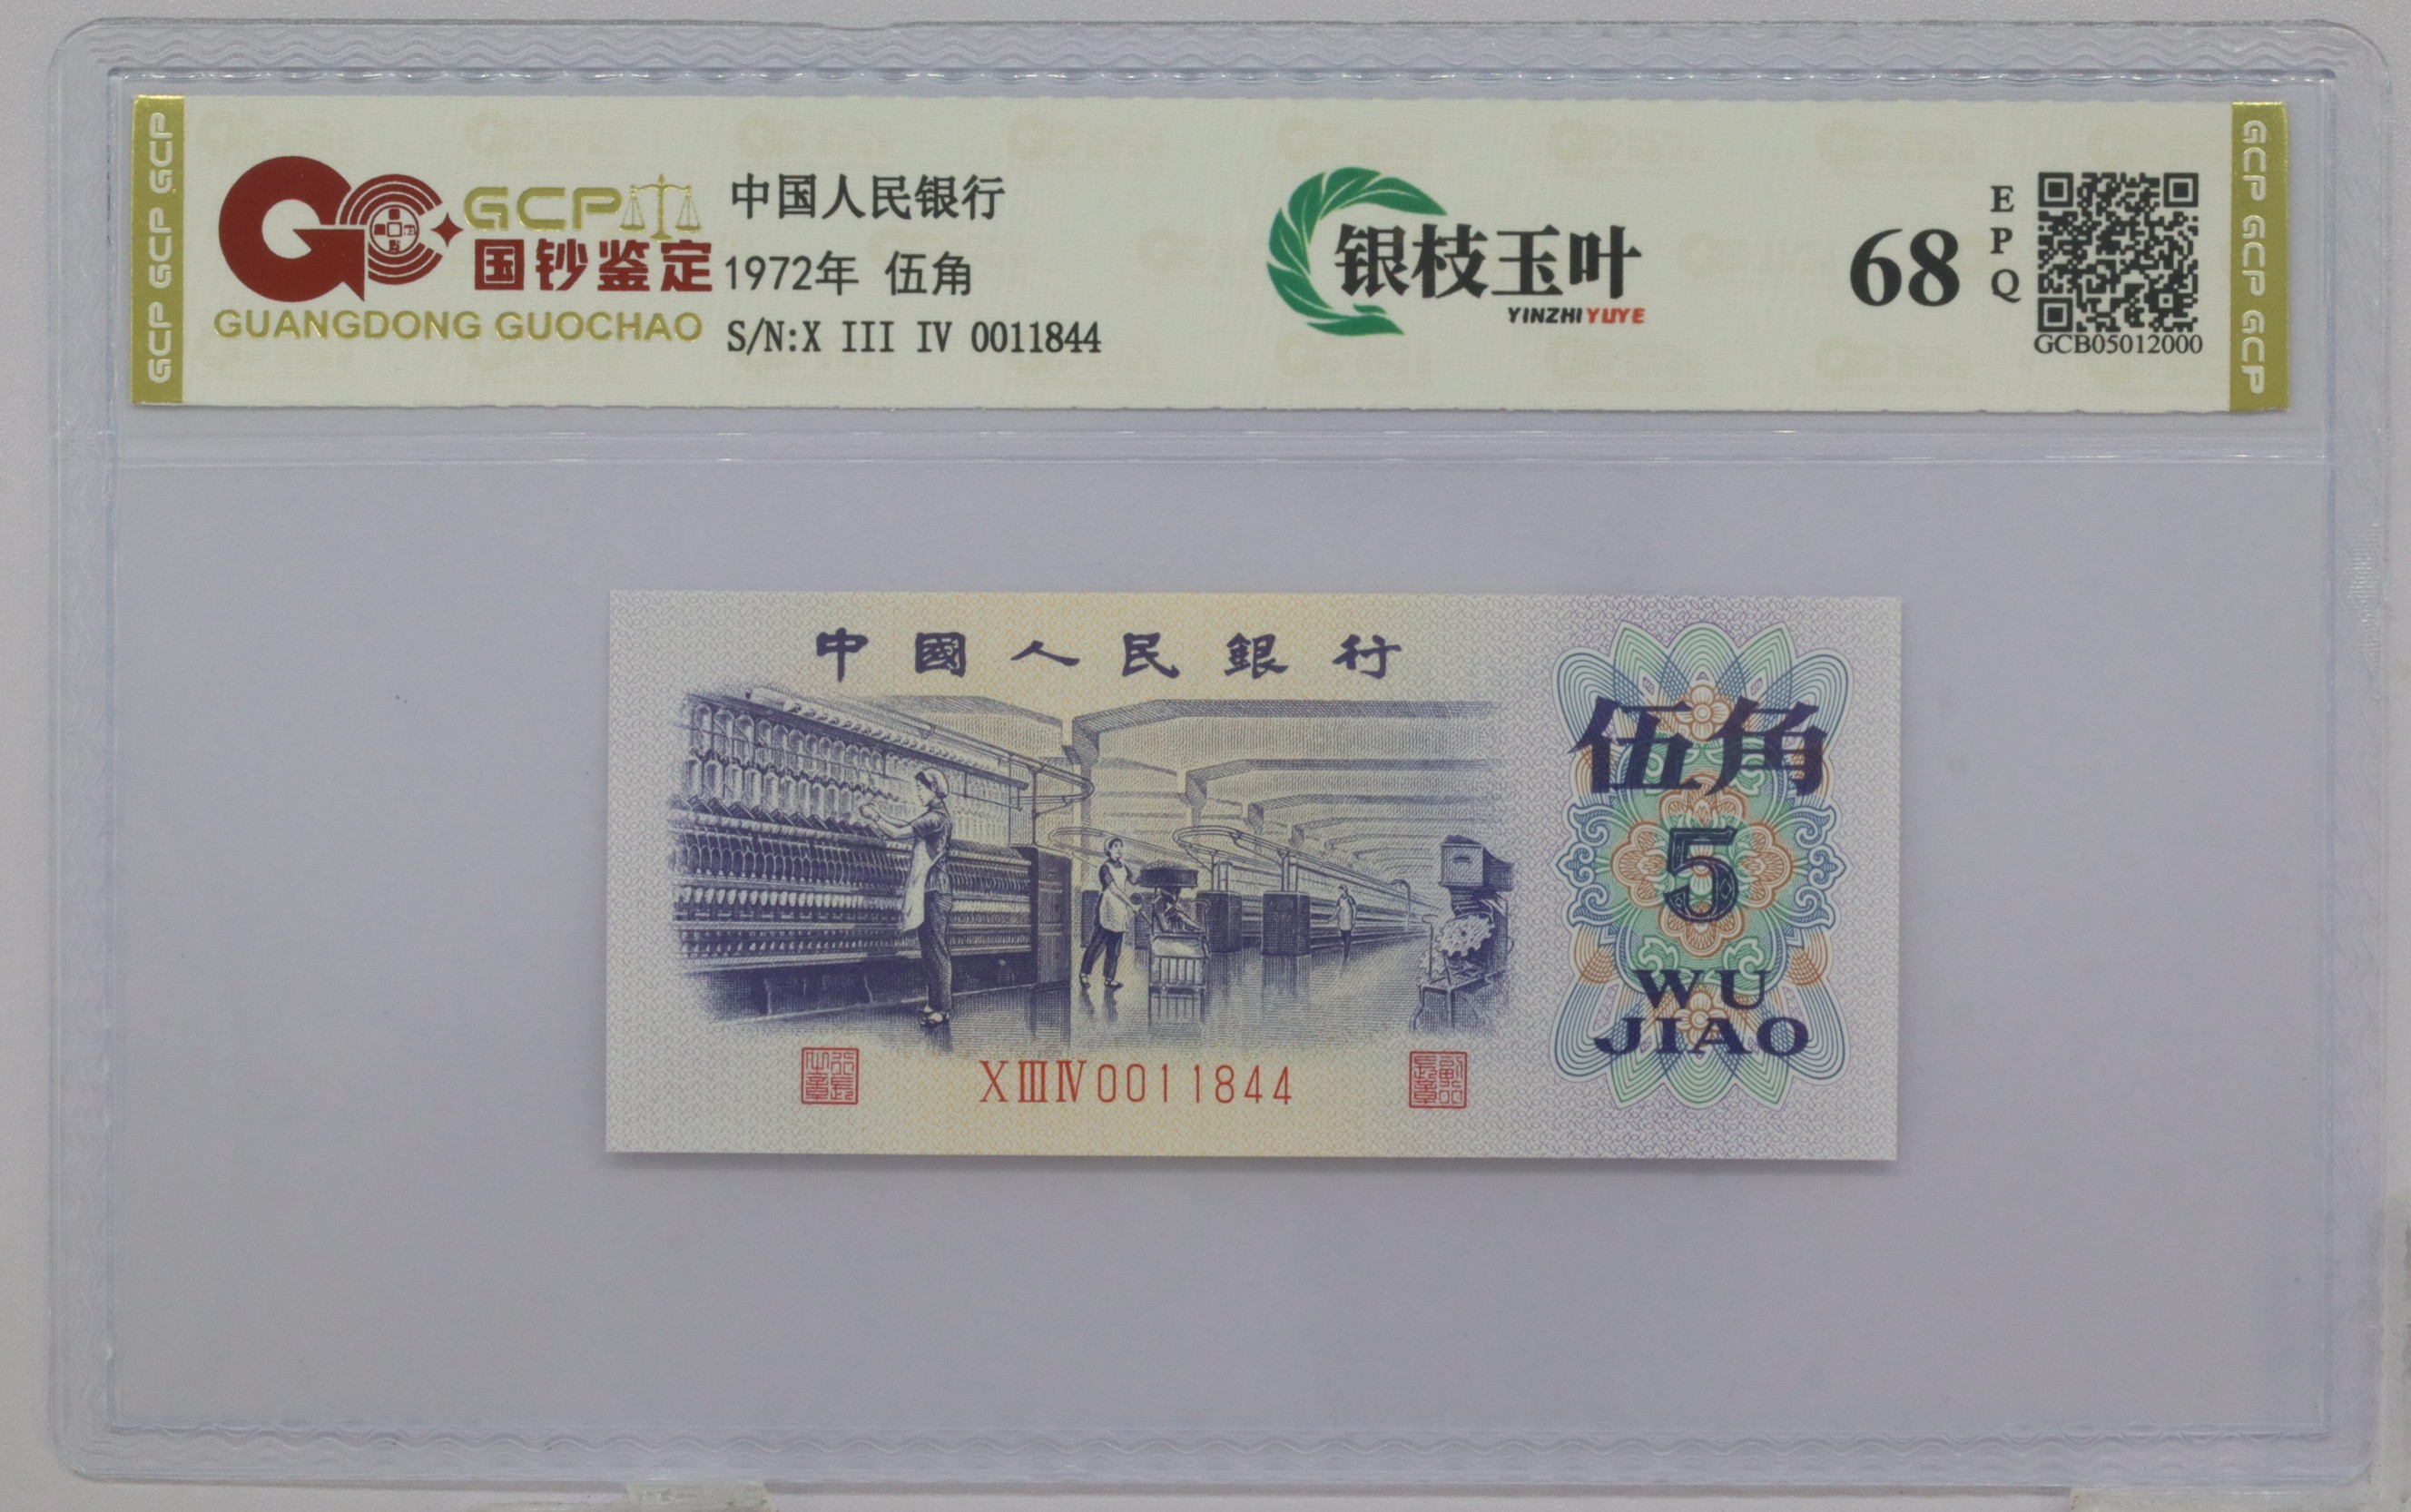 GCP GCP GCP
GCP
国钞鉴定
GUANGDONG GUOCHAO
中国人民银行
1972年 伍角
S/N:X III IV 0011844
银枝玉叶
YINZHIYUYE
68
EPQ
GCB05012000
GCP GCP GCP
中國人民銀行
伍角
5
WU
JIAO
XⅢⅣ0011844